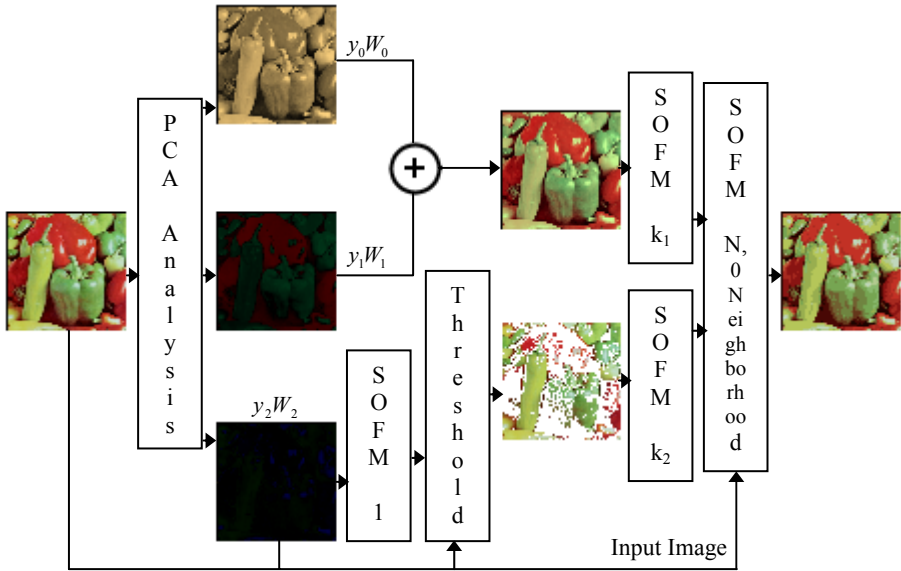 y₀W₀
PCA Analysis
y₁W₁
y₂W₂
SOFM 1
Threshold
SOFM k₁
SOFM k₂
SOFM N, 0 Neighborhood
Input Image
+